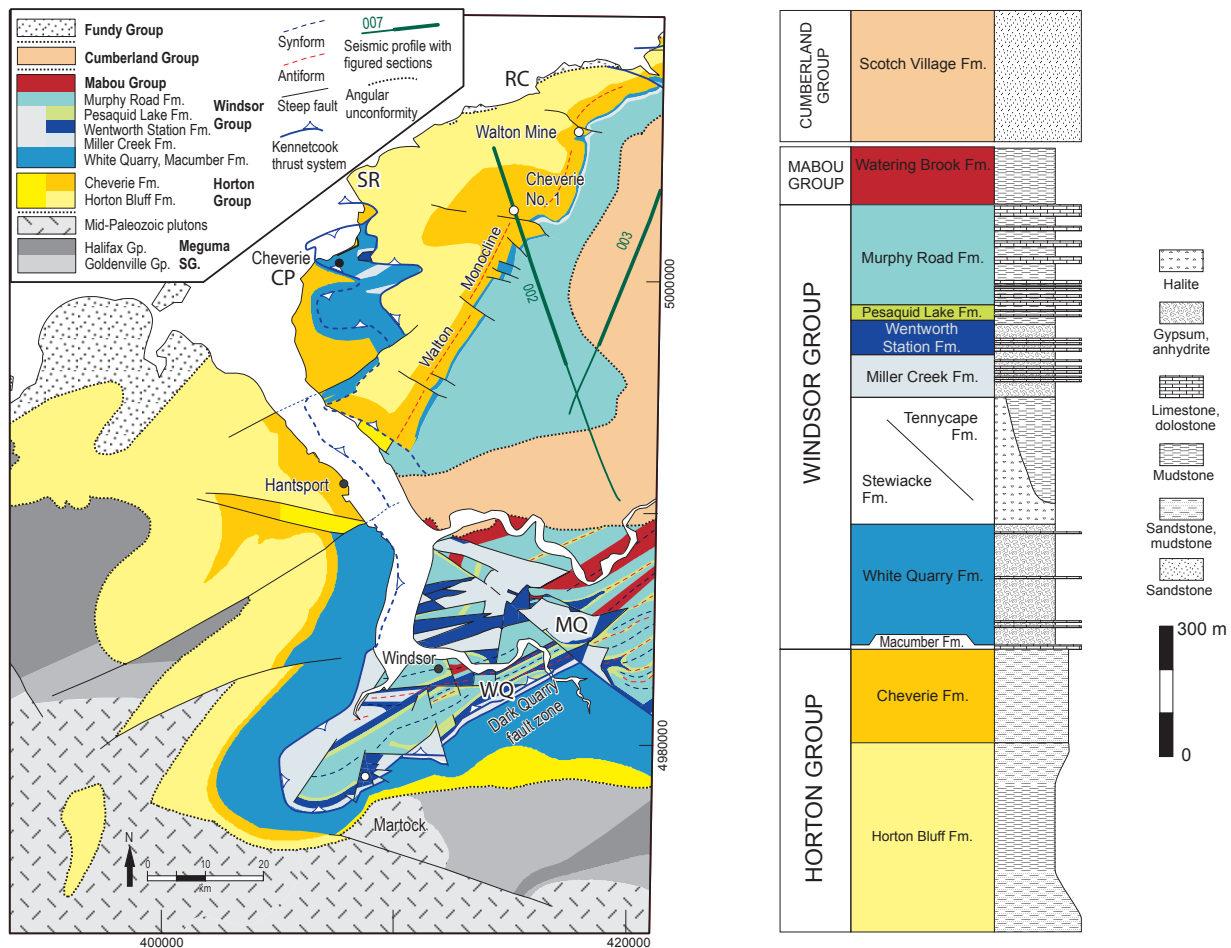 Fundy Group
Cumberland Group
Mabou Group
Murphy Road Fm.
Pesaquid Lake Fm.
Wentworth Station Fm.
Miller Creek Fm.
White Quarry, Macumber Fm.
Windsor
Group
Cheverie Fm.
Horton Bluff Fm.
Horton
Group
Mid-Paleozoic plutons
Halifax Gp.
Goldenville Gp.
Meguma
SG.
Synform
Antiform
Steep fault
Kennetcook
thrust system
007
Seismic profile with
figured sections
Angular
unconformity
RC
Walton Mine
SR
Cheverie
No. 1
Cheverie
CP
Monocline
Walton
002
003
5000000
Hantsport
MQ
Windsor
WQ
Dark Quarry
fault zone
4980000
Martock
N
0 10 20
km
400000
420000
CUMBERLAND
GROUP
Scotch Village Fm.
MABOU
GROUP
Watering Brook Fm.
WINDSOR GROUP
Murphy Road Fm.
Pesaquid Lake Fm.
Wentworth
Station Fm.
Miller Creek Fm.
Tennycape
Fm.
Stewiacke
Fm.
White Quarry Fm.
Macumber Fm.
HORTON GROUP
Cheverie Fm.
Horton Bluff Fm.
Halite
Gypsum,
anhydrite
Limestone,
dolostone
Mudstone
Sandstone,
mudstone
Sandstone
300 m
0